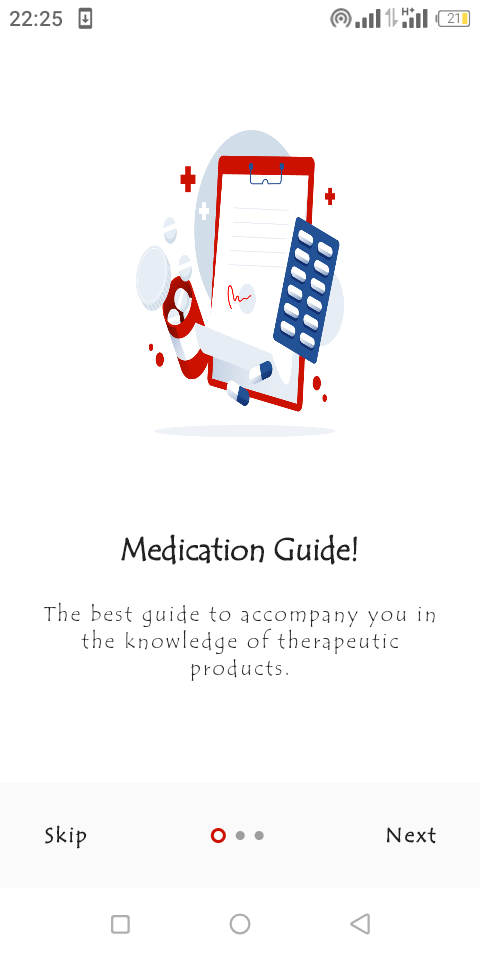 22:25
H+
21
Medication Guide!
The best guide to accompany you in
the knowledge of therapeutic
products.
Skip
Next